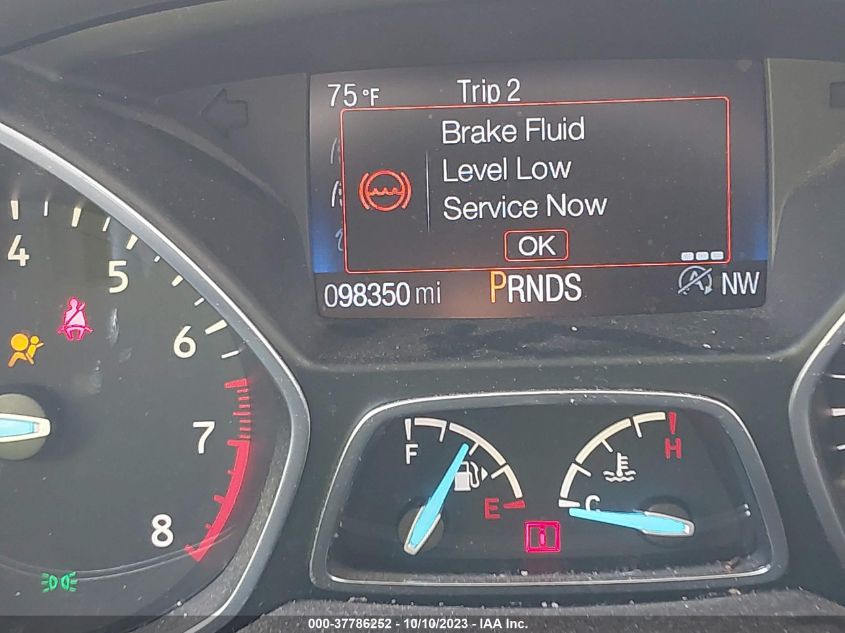 75°F Trip 2
Brake Fluid
Level Low
Service Now
OK
098350 mi PRNDS NW
4
5
6
7
8
F
E
C
H
i
000-37786252 - 10/10/2023 - IAA Inc.